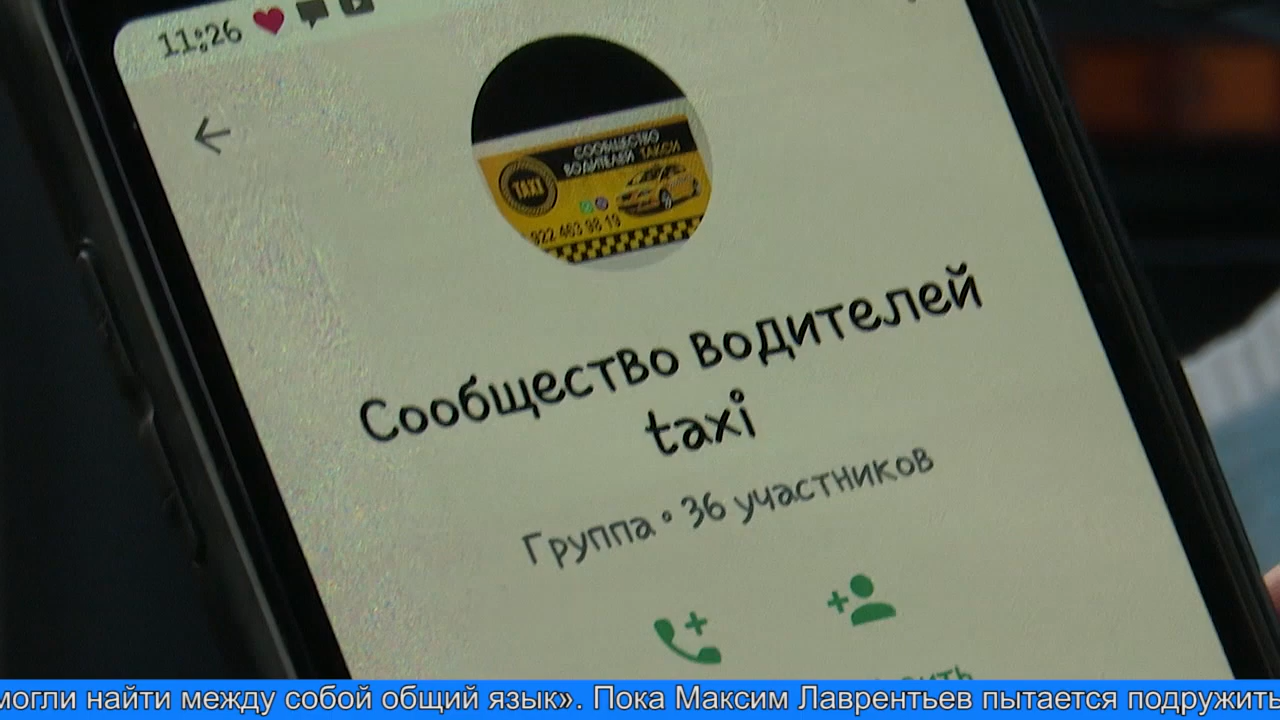 11:26
СООБЩЕСТВО
ВОДИТЕЛЕЙ ТАКСИ
TAXI
922 463 98 19
Сообщество водителей
taxi
Группа • 36 участников
могли найти между собой общий язык». Пока Максим Лаврентьев пытается подружить